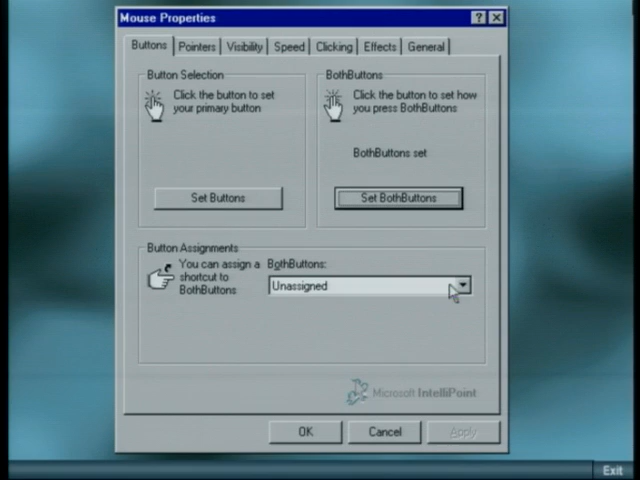 Mouse Properties
Buttons Pointers Visibility Speed Clicking Effects General
Button Selection
Click the button to set
your primary button
Set Buttons
BothButtons
Click the button to set how
you press BothButtons
BothButtons set
Set BothButtons
Button Assignments
You can assign a
shortcut to
BothButtons
BothButtons:
Unassigned
Microsoft IntelliPoint
OK Cancel Apply
Exit